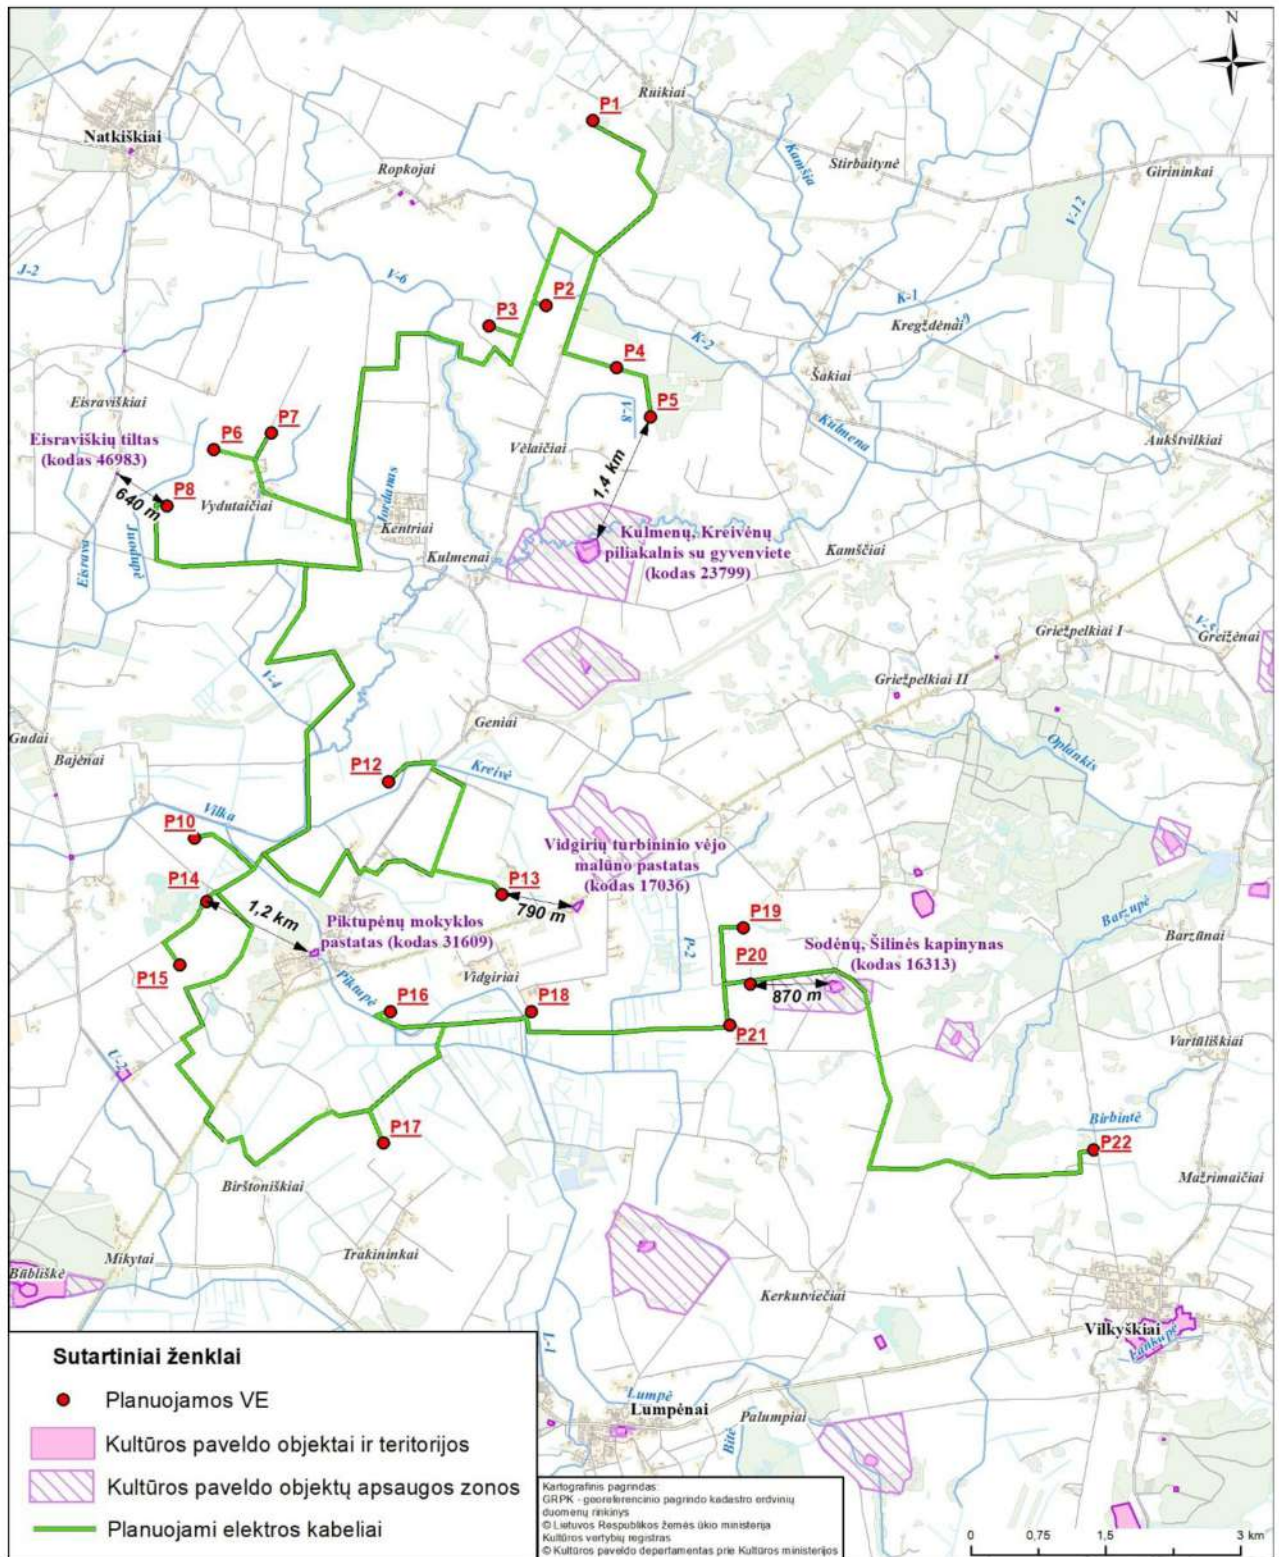 N
Ruikiai
P1
Natkiškiai
Kamšja
Stirbaitynė
Ropkojai
Girininkai
V-12
J-2
V-6
K-1
P2
P3
Kregždėnai
K-2
P4
Šakiai
Eisraviškiai
P5
V-8
Kulmena
Aukštvilkiai
P7
Eisraviškių tiltas
(kodas 46983)
P6
Vėlaičiai
1,4 km
P8
640 m
Vydutaičiai
Jordanas
Kentriai
Juodupė
Eisrava
Kulmenai
Kulmenų, Kreivėnų
piliakalnis su gyvenviete
(kodas 23799)
Kamščiai
Griežpelkiai I
V-5
Greižėnai
V-4
Griežpelkiai II
Geniai
Gudai
Bajėnai
Oplankis
P12
Kreivė
Vilka
P10
Vidgirių turbininio vėjo
malūno pastatas
(kodas 17036)
P14
P13
1,2 km
790 m
Barzupė
Piktupėnų mokyklos
pastatas (kodas 31609)
P19
Barzūnai
P-2
Sodėnų, Šilinės kapinynas
(kodas 16313)
P15
Vidgiriai
P20
870 m
Piktupė
P16
P18
P21
U-2
Vartūliškiai
Birbintė
P17
P22
Birštoniškiai
Mažrimaičiai
Mikytai
Trakininkai
Būbliškė
Kerkutviečiai
Vilkyškiai
Lankupė
L-1
Lumpė
Lumpėnai
Palumpiai
Bitė
Sutartiniai ženklai
Planuojamos VE
Kultūros paveldo objektai ir teritorijos
Kultūros paveldo objektų apsaugos zonos
Planuojami elektros kabeliai
Kartografinis pagrindas:
GRPK - georeferencinio pagrindo kadastro erdvinių
duomenų rinkinys
© Lietuvos Respublikos žemės ūkio ministerija
Kultūros vertybių registras
© Kultūros paveldo departamentas prie Kultūros ministerijos
0 0,75 1,5 3 km